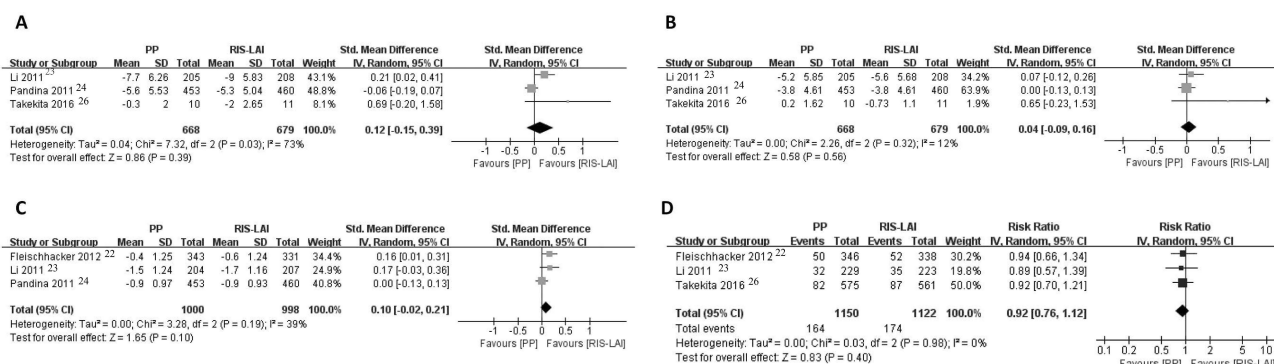 A
PP RIS-LAI Std. Mean Difference Std. Mean Difference
Study or Subgroup Mean SD Total Mean SD Total Weight IV, Random, 95% CI IV, Random, 95% CI
Li 2011 23 -7.7 6.26 205 -9 5.83 208 43.1% 0.21 [0.02, 0.41]
Pandina 2011 24 -5.6 5.53 453 -5.3 5.04 460 48.8% -0.06 [-0.19, 0.07]
Takekita 2016 26 -0.3 2 10 -2 2.65 11 8.1% 0.69 [-0.20, 1.58]
Total (95% CI) 668 679 100.0% 0.12 [-0.15, 0.39]
Heterogeneity: Tau² = 0.04; Chi² = 7.32, df = 2 (P = 0.03); I² = 73%
Test for overall effect: Z = 0.86 (P = 0.39)
-1 -0.5 0 0.5 1
Favours [PP] Favours [RIS-LAI]
B
PP RIS-LAI Std. Mean Difference Std. Mean Difference
Study or Subgroup Mean SD Total Mean SD Total Weight IV, Random, 95% CI IV, Random, 95% CI
Li 2011 23 -5.2 5.85 205 -5.6 5.68 208 34.2% 0.07 [-0.12, 0.26]
Pandina 2011 24 -3.8 4.61 453 -3.8 4.61 460 63.9% 0.00 [-0.13, 0.13]
Takekita 2016 26 0.2 1.62 10 -0.73 1.1 11 1.9% 0.65 [-0.23, 1.53]
Total (95% CI) 668 679 100.0% 0.04 [-0.09, 0.16]
Heterogeneity: Tau² = 0.00; Chi² = 2.26, df = 2 (P = 0.32); I² = 12%
Test for overall effect: Z = 0.58 (P = 0.56)
-1 -0.5 0 0.5 1
Favours [PP] Favours [RIS-LAI]
C
PP RIS-LAI Std. Mean Difference Std. Mean Difference
Study or Subgroup Mean SD Total Mean SD Total Weight IV, Random, 95% CI IV, Random, 95% CI
Fleischhacker 2012 22 -0.4 1.25 343 -0.6 1.24 331 34.4% 0.16 [0.01, 0.31]
Li 2011 23 -1.5 1.24 204 -1.7 1.16 207 24.9% 0.17 [-0.03, 0.36]
Pandina 2011 24 -0.9 0.97 453 -0.9 0.93 460 40.8% 0.00 [-0.13, 0.13]
Total (95% CI) 1000 998 100.0% 0.10 [-0.02, 0.21]
Heterogeneity: Tau² = 0.00; Chi² = 3.28, df = 2 (P = 0.19); I² = 39%
Test for overall effect: Z = 1.65 (P = 0.10)
-1 -0.5 0 0.5 1
Favours [PP] Favours [RIS-LAI]
D
PP RIS-LAI Risk Ratio Risk Ratio
Study or Subgroup Events Total Events Total Weight IV, Random, 95% CI IV, Random, 95% CI
Fleischhacker 2012 22 50 346 52 338 30.0% 0.94 [0.66, 1.34]
Li 2011 23 32 229 35 223 19.8% 0.89 [0.57, 1.39]
Takekita 2016 26 82 575 87 561 50.2% 0.92 [0.70, 1.21]
Total (95% CI) 1150 1122 100.0% 0.92 [0.76, 1.12]
Total events 164 174
Heterogeneity: Tau² = 0.00; Chi² = 0.03, df = 2 (P = 0.98); I² = 0%
Test for overall effect: Z = 0.83 (P = 0.40)
0.1 0.2 0.5 1 2 5 10
Favours [PP] Favours [RIS-LAI]